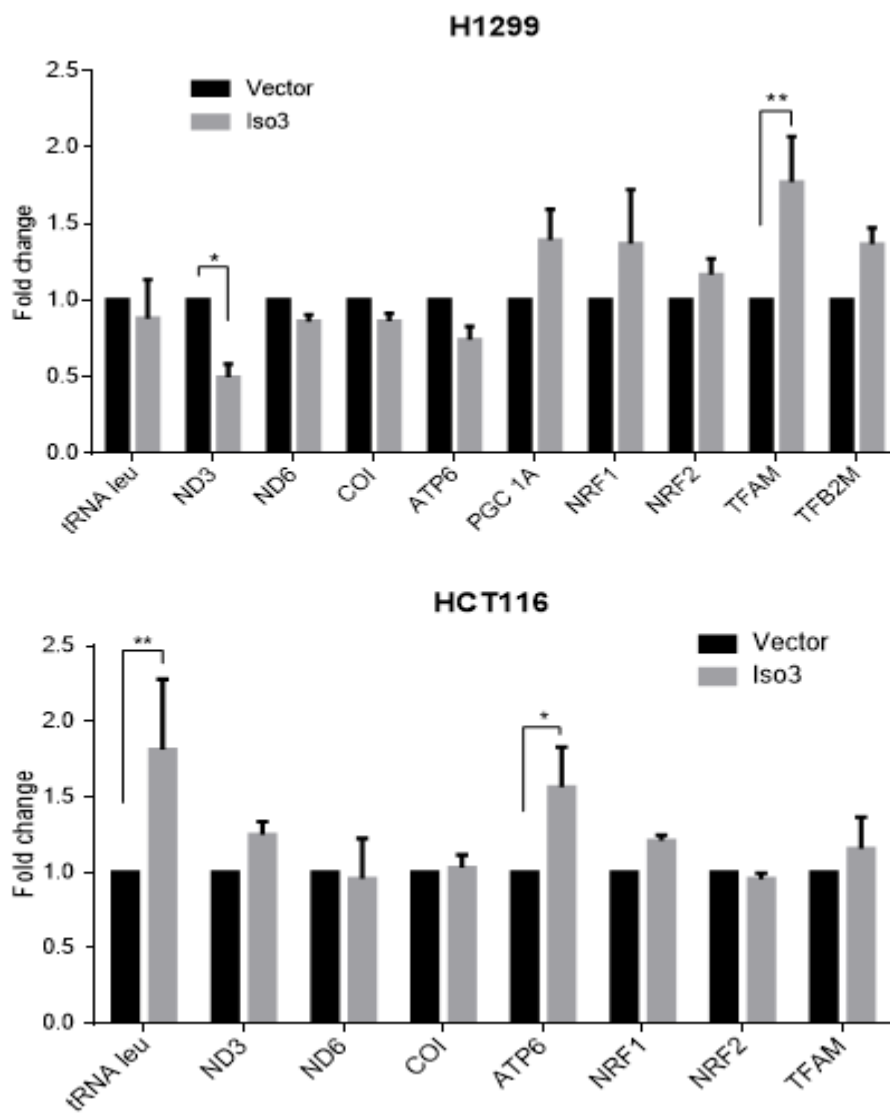 H1299
Vector
Iso3
Fold change
2.5
2.0
1.5
1.0
0.5
0.0
*
**
tRNA leu
ND3
ND6
COI
ATP6
PGC 1A
NRF1
NRF2
TFAM
TFB2M
HCT116
Vector
Iso3
Fold change
2.5
2.0
1.5
1.0
0.5
0.0
**
*
tRNA leu
ND3
ND6
COI
ATP6
NRF1
NRF2
TFAM